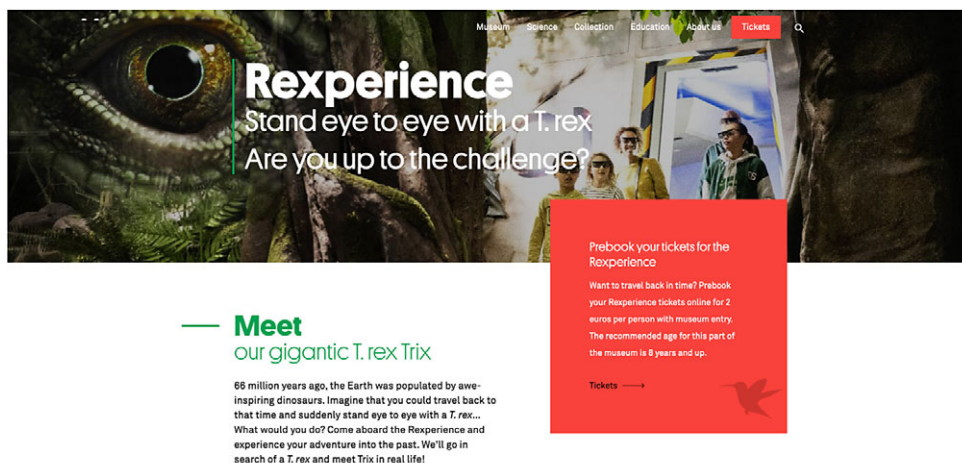 Museum Science Collection Education About us Tickets
Rexperience
Stand eye to eye with a T. rex
Are you up to the challenge?
Prebook your tickets for the
Rexperience
Want to travel back in time? Prebook
your Rexperience tickets online for 2
euros per person with museum entry.
The recommended age for this part of
the museum is 8 years and up.
Tickets
Meet
our gigantic T. rex Trix
66 million years ago, the Earth was populated by awe-
inspiring dinosaurs. Imagine that you could travel back to
that time and suddenly stand eye to eye with a T. rex...
What would you do? Come aboard the Rexperience and
experience your adventure into the past. We'll go in
search of a T. rex and meet Trix in real life!